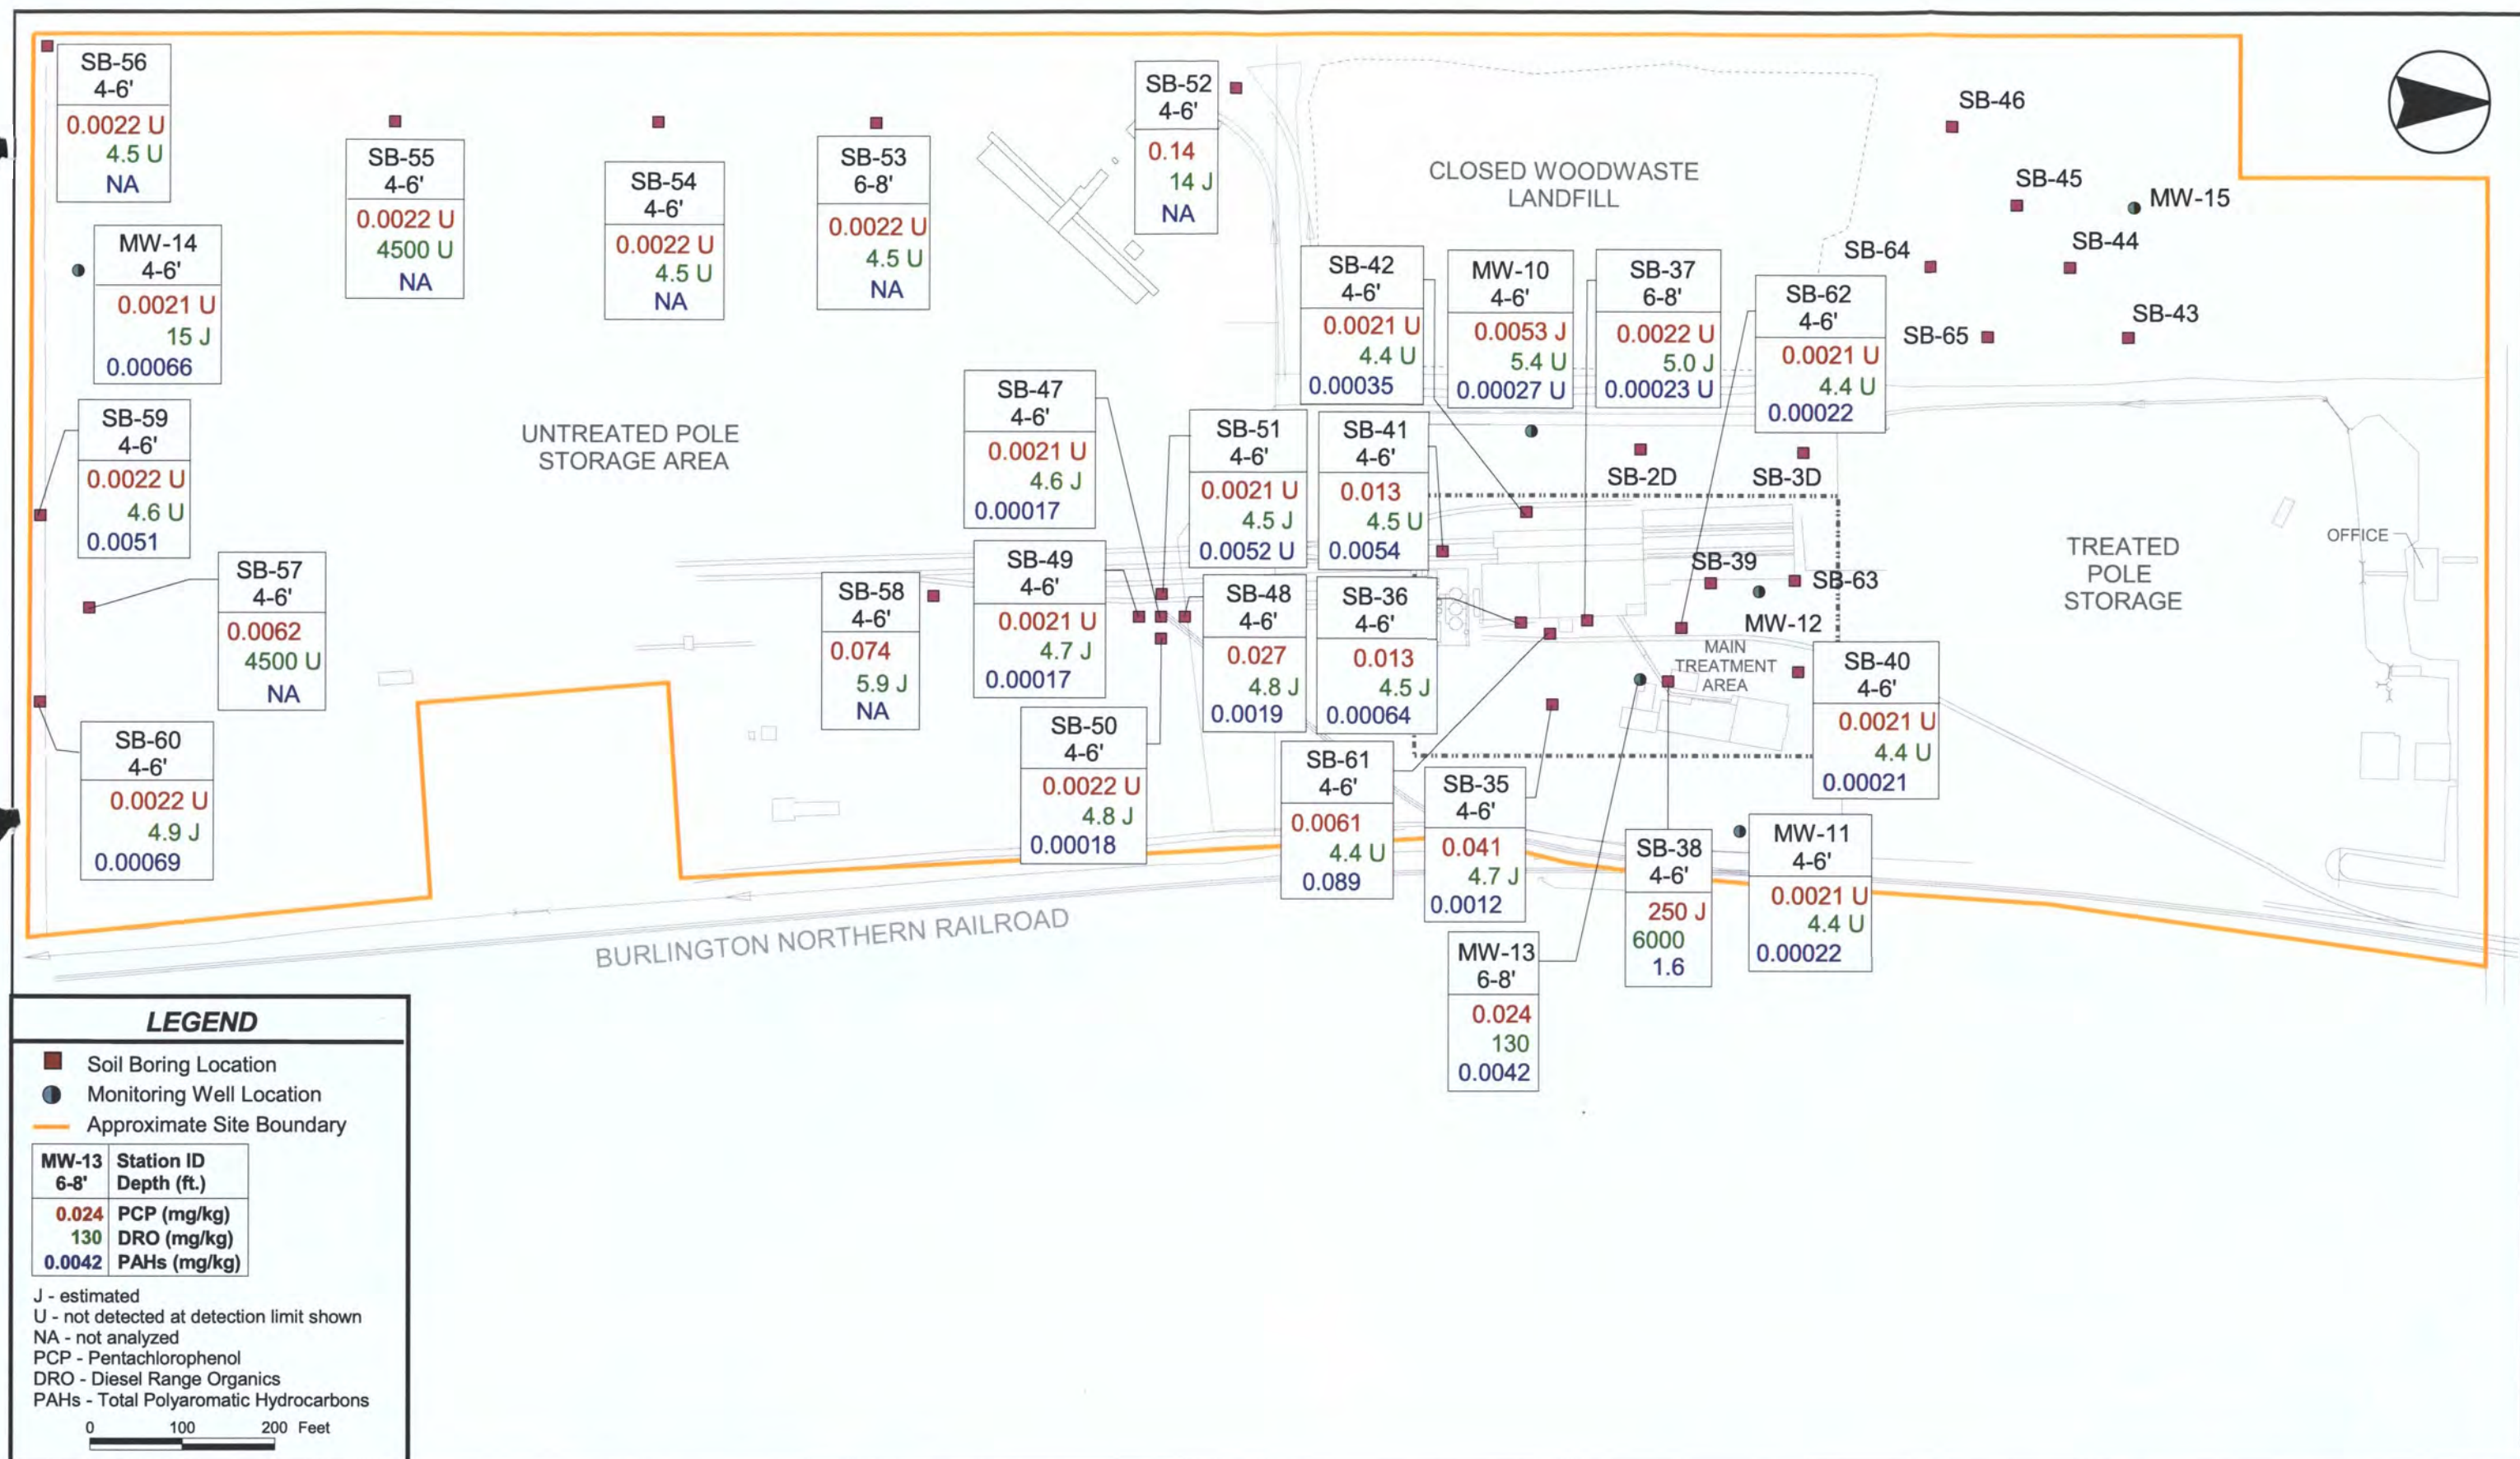 SB-56
4-6'
0.0022 U
4.5 U
NA
SB-55
4-6'
0.0022 U
4500 U
NA
SB-54
4-6'
0.0022 U
4.5 U
NA
SB-53
6-8'
0.0022 U
4.5 U
NA
SB-52
4-6'
0.14
14 J
NA
CLOSED WOODWASTE
LANDFILL
SB-46
SB-45
MW-15
SB-44
SB-64
SB-65
SB-43
MW-14
4-6'
0.0021 U
15 J
0.00066
SB-42
4-6'
0.0021 U
4.4 U
0.00035
MW-10
4-6'
0.0053 J
5.4 U
0.00027 U
SB-37
6-8'
0.0022 U
5.0 J
0.00023 U
SB-62
4-6'
0.0021 U
4.4 U
0.00022
SB-59
4-6'
0.0022 U
4.6 U
0.0051
UNTREATED POLE
STORAGE AREA
SB-47
4-6'
0.0021 U
4.6 J
0.00017
SB-51
4-6'
0.0021 U
4.5 J
0.0052 U
SB-41
4-6'
0.013
4.5 U
0.0054
SB-2D
SB-3D
SB-57
4-6'
0.0062
4500 U
NA
SB-58
4-6'
0.074
5.9 J
NA
SB-49
4-6'
0.0021 U
4.7 J
0.00017
SB-48
4-6'
0.027
4.8 J
0.0019
SB-36
4-6'
0.013
4.5 J
0.00064
SB-39
SB-63
MW-12
MAIN
TREATMENT
AREA
TREATED
POLE
STORAGE
OFFICE
SB-40
4-6'
0.0021 U
4.4 U
0.00021
SB-60
4-6'
0.0022 U
4.9 J
0.00069
SB-50
4-6'
0.0022 U
4.8 J
0.00018
SB-61
4-6'
0.0061
4.4 U
0.089
SB-35
4-6'
0.041
4.7 J
0.0012
SB-38
4-6'
250 J
6000
1.6
MW-11
4-6'
0.0021 U
4.4 U
0.00022
MW-13
6-8'
0.024
130
0.0042
BURLINGTON NORTHERN RAILROAD
LEGEND
Soil Boring Location
Monitoring Well Location
Approximate Site Boundary
MW-13 Station ID
6-8' Depth (ft.)
0.024 PCP (mg/kg)
130 DRO (mg/kg)
0.0042 PAHs (mg/kg)
J - estimated
U - not detected at detection limit shown
NA - not analyzed
PCP - Pentachlorophenol
DRO - Diesel Range Organics
PAHs - Total Polyaromatic Hydrocarbons
0 100 200 Feet